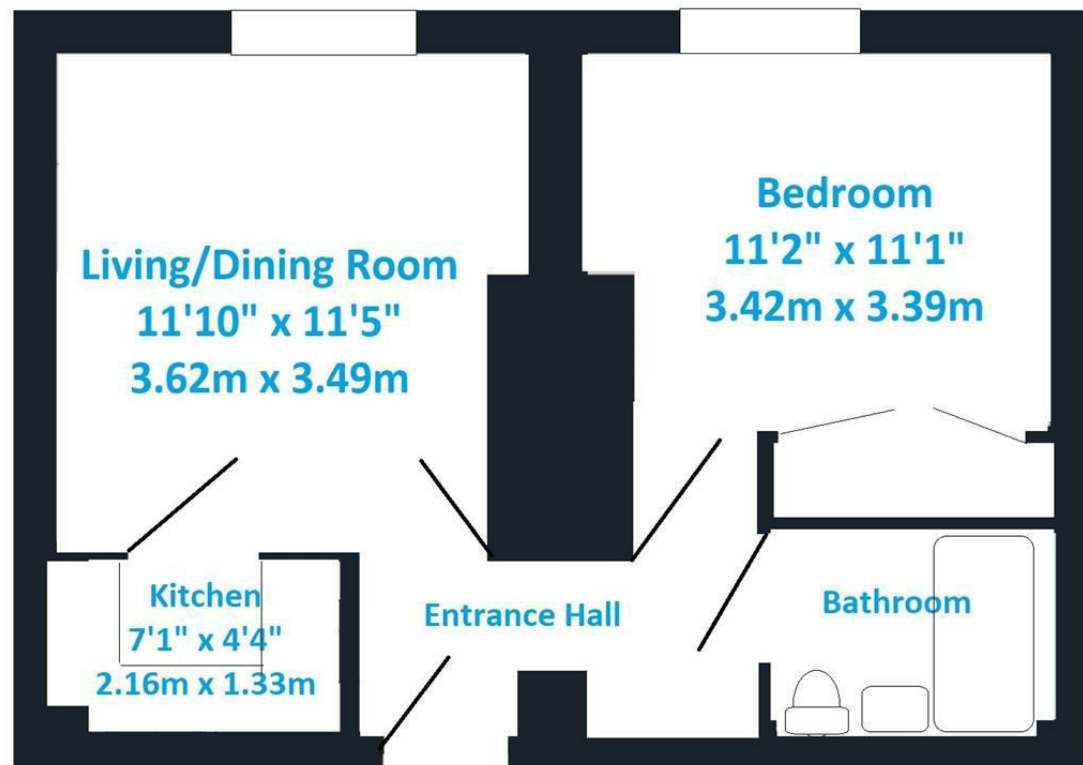 Living/Dining Room
11'10" x 11'5"
3.62m x 3.49m
Bedroom
11'2" x 11'1"
3.42m x 3.39m
Kitchen
7'1" x 4'4"
2.16m x 1.33m
Entrance Hall
Bathroom